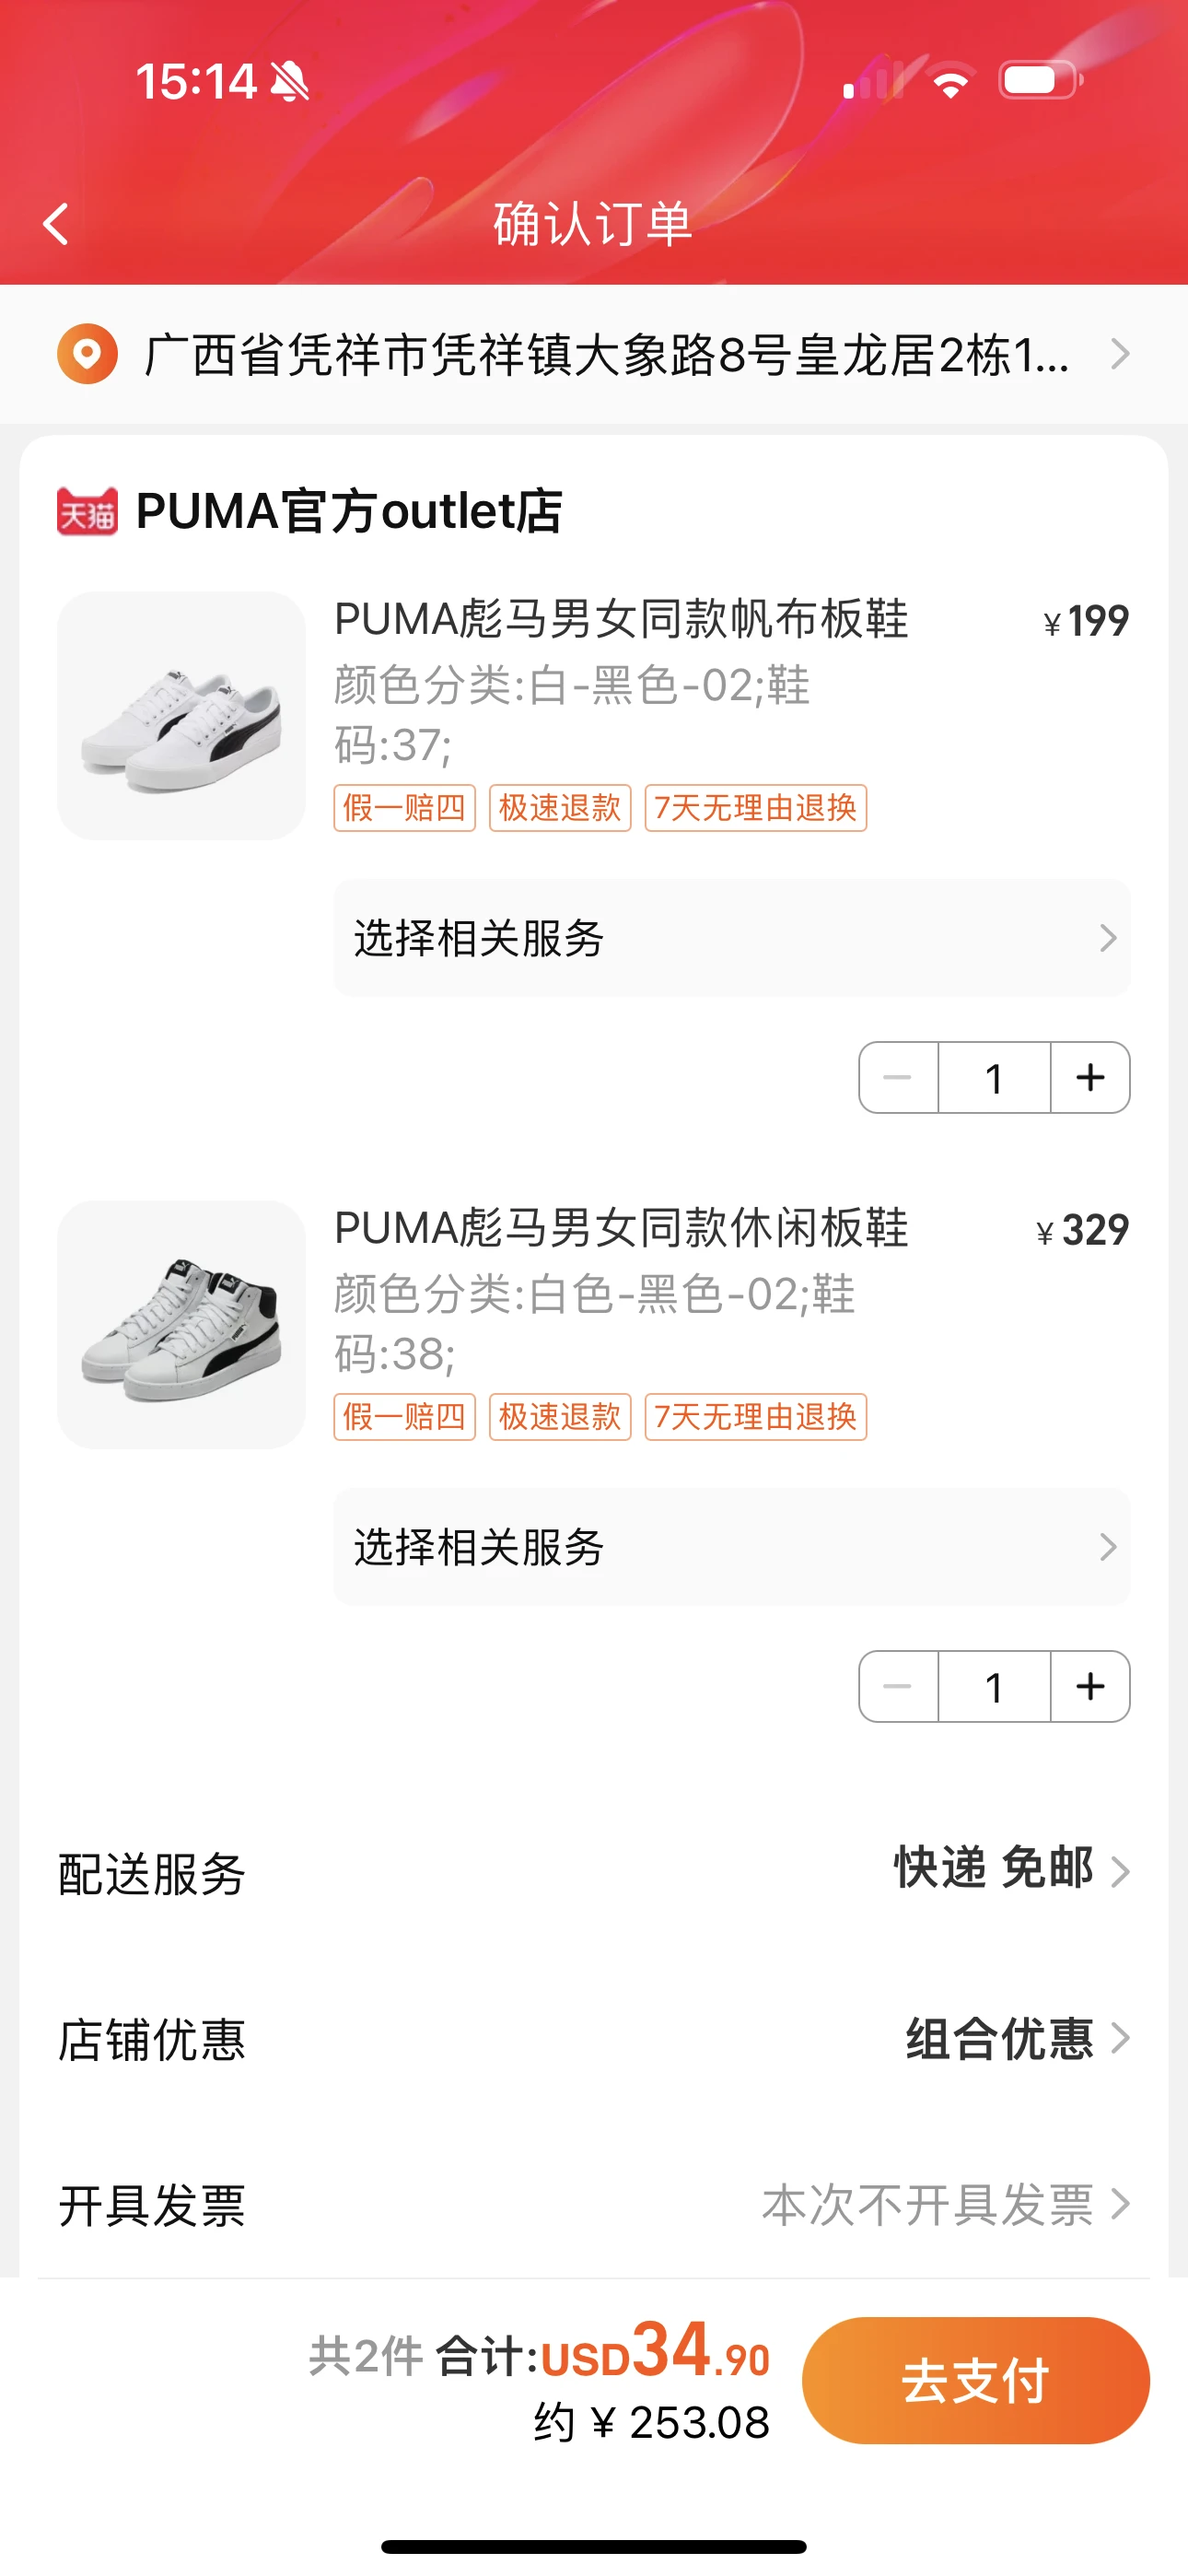 15:14
确认订单
广西省凭祥市凭祥镇大象路8号皇龙居2栋1...
天猫 PUMA官方outlet店
PUMA彪马男女同款帆布板鞋 ¥199
颜色分类:白-黑色-02;鞋
码:37;
假一赔四 极速退款 7天无理由退换
选择相关服务
1
PUMA彪马男女同款休闲板鞋 ¥329
颜色分类:白色-黑色-02;鞋
码:38;
假一赔四 极速退款 7天无理由退换
选择相关服务
1
配送服务 快递 免邮
店铺优惠 组合优惠
开具发票 本次不开具发票
共2件 合计:USD34.90
约 ¥ 253.08
去支付